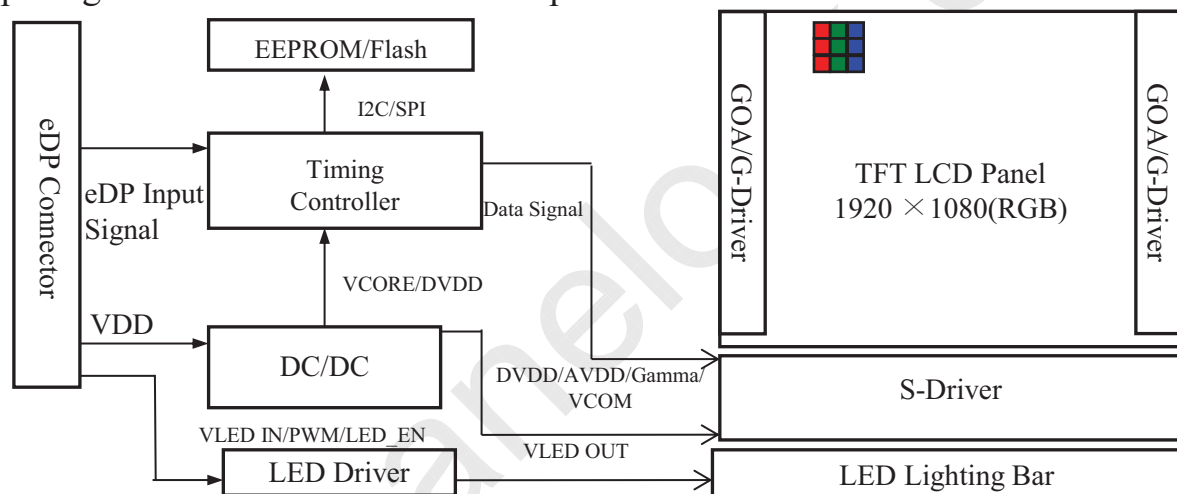 EEPROM/Flash
I2C/SPI
eDP Connector
eDP Input
Signal
Timing
Controller
Data Signal
VCORE/DVDD
VDD
DC/DC
DVDD/AVDD/Gamma/
VCOM
VLED IN/PWM/LED_EN
LED Driver
VLED OUT
GOA/G-Driver
TFT LCD Panel
1920 ×1080(RGB)
GOA/G-Driver
S-Driver
LED Lighting Bar